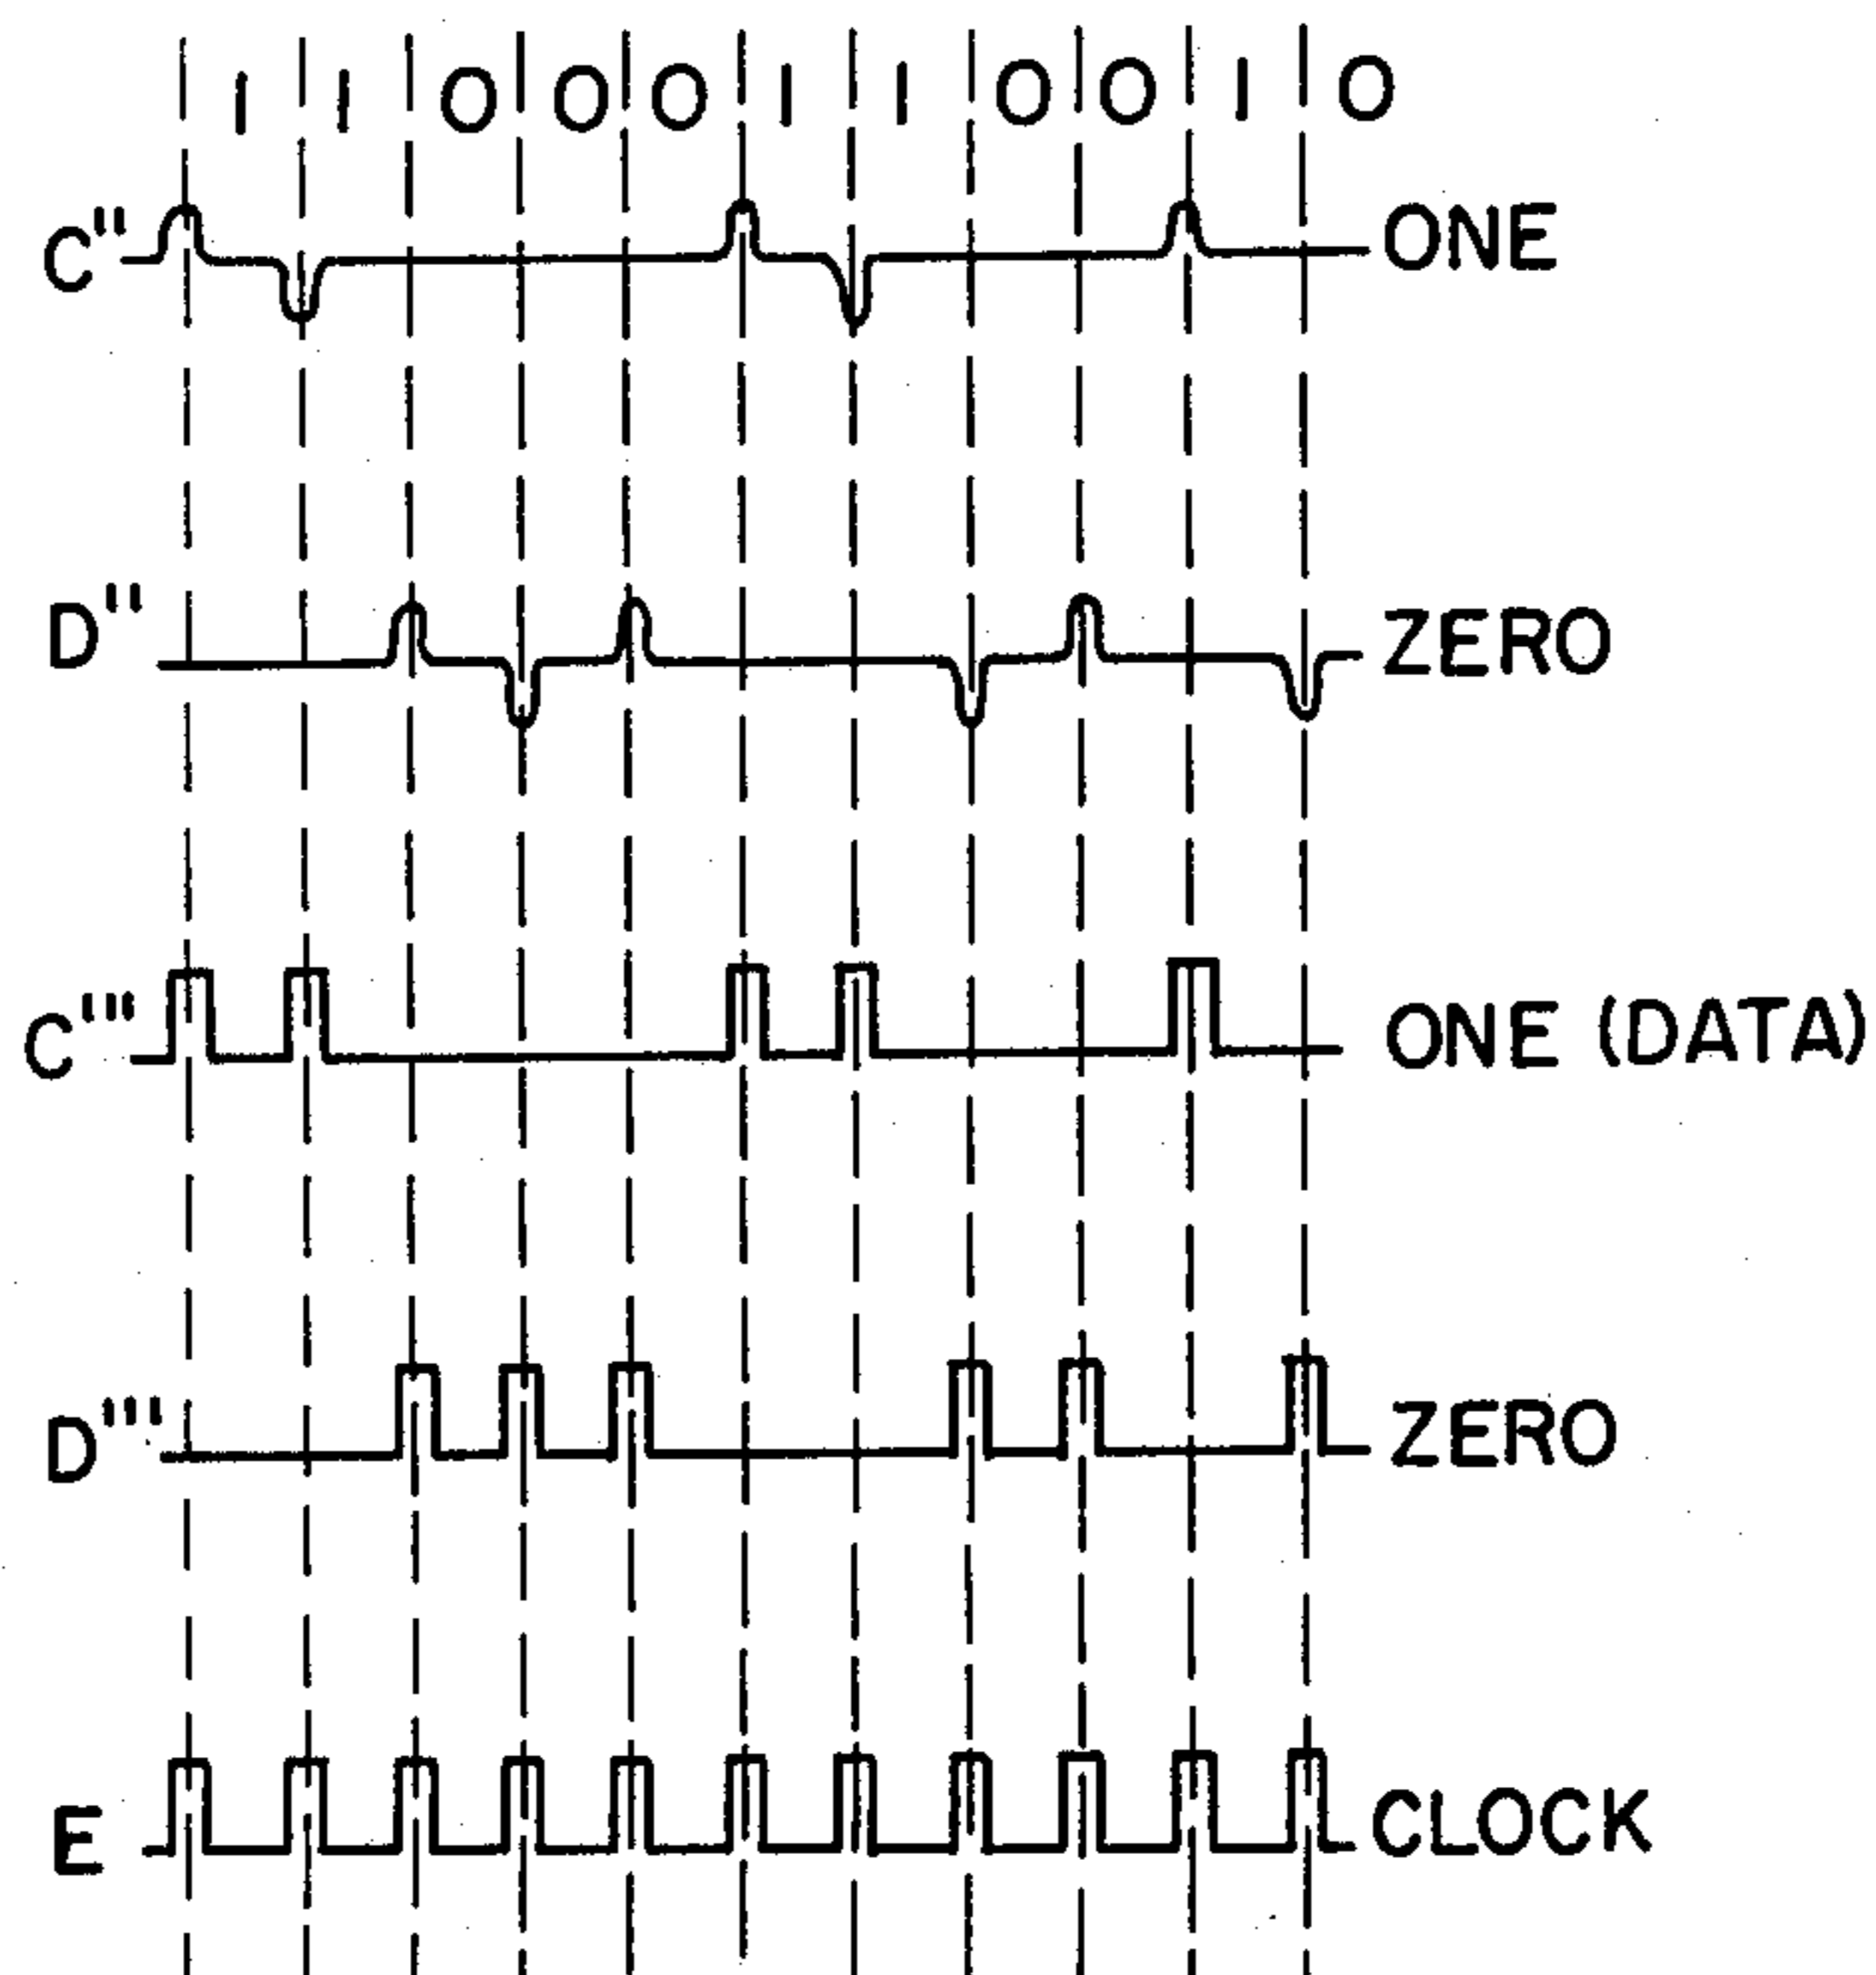 1 1 0 0 0 1 1 0 0 1 0
C" ONE
D" ZERO
C''' ONE (DATA)
D''' ZERO
E CLOCK